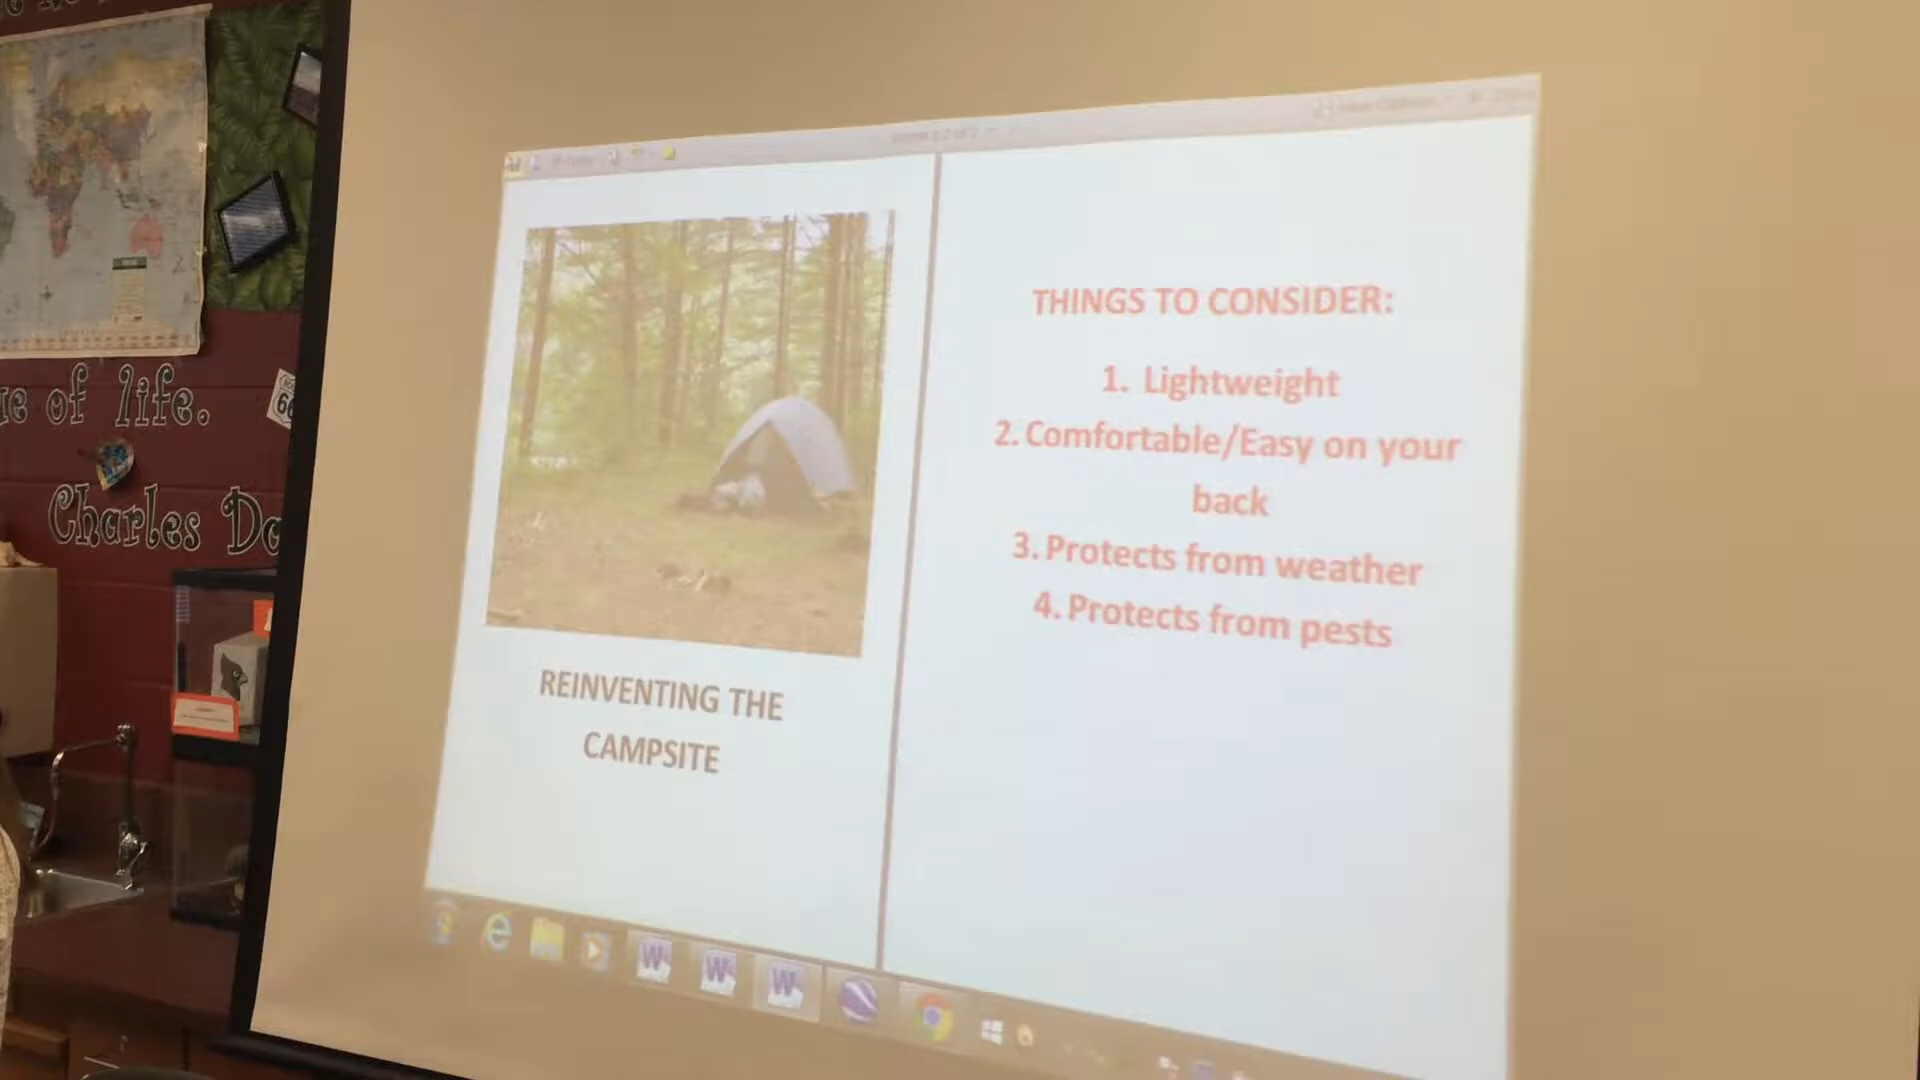 of life.
Charles
66
REINVENTING THE
CAMPSITE
THINGS TO CONSIDER:
1. Lightweight
2. Comfortable/Easy on your
back
3. Protects from weather
4. Protects from pests
W
W
W